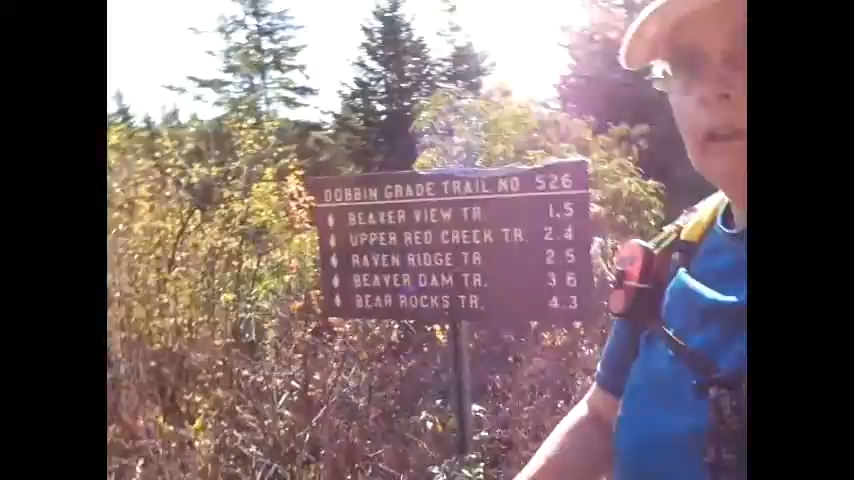 DOBBIN GRADE TRAIL NO 526
BEAVER VIEW TR. 1.5
UPPER RED CREEK TR. 2.4
RAVEN RIDGE TR 2 5
BEAVER DAM TR. 3 6
BEAR ROCKS TR. 4.3